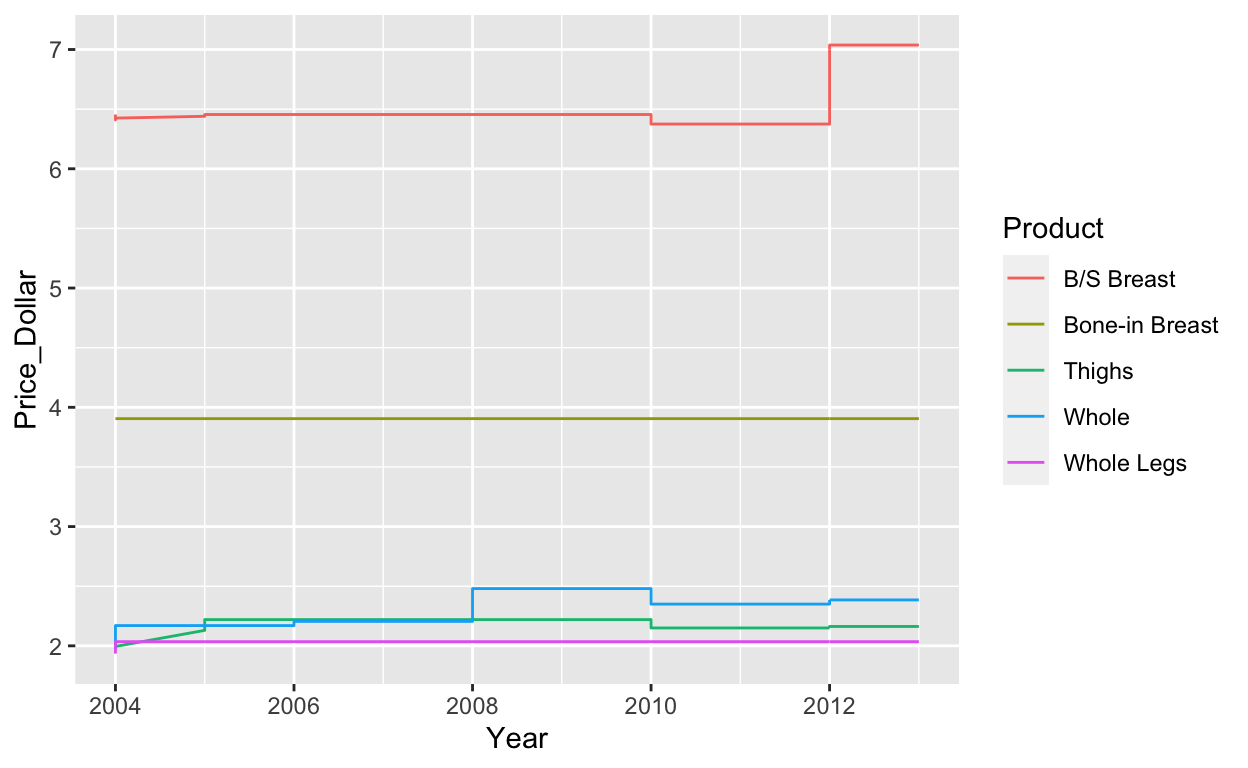 7
6
5
4
3
2
Price_Dollar
2004 2006 2008 2010 2012
Year
Product
B/S Breast
Bone-in Breast
Thighs
Whole
Whole Legs